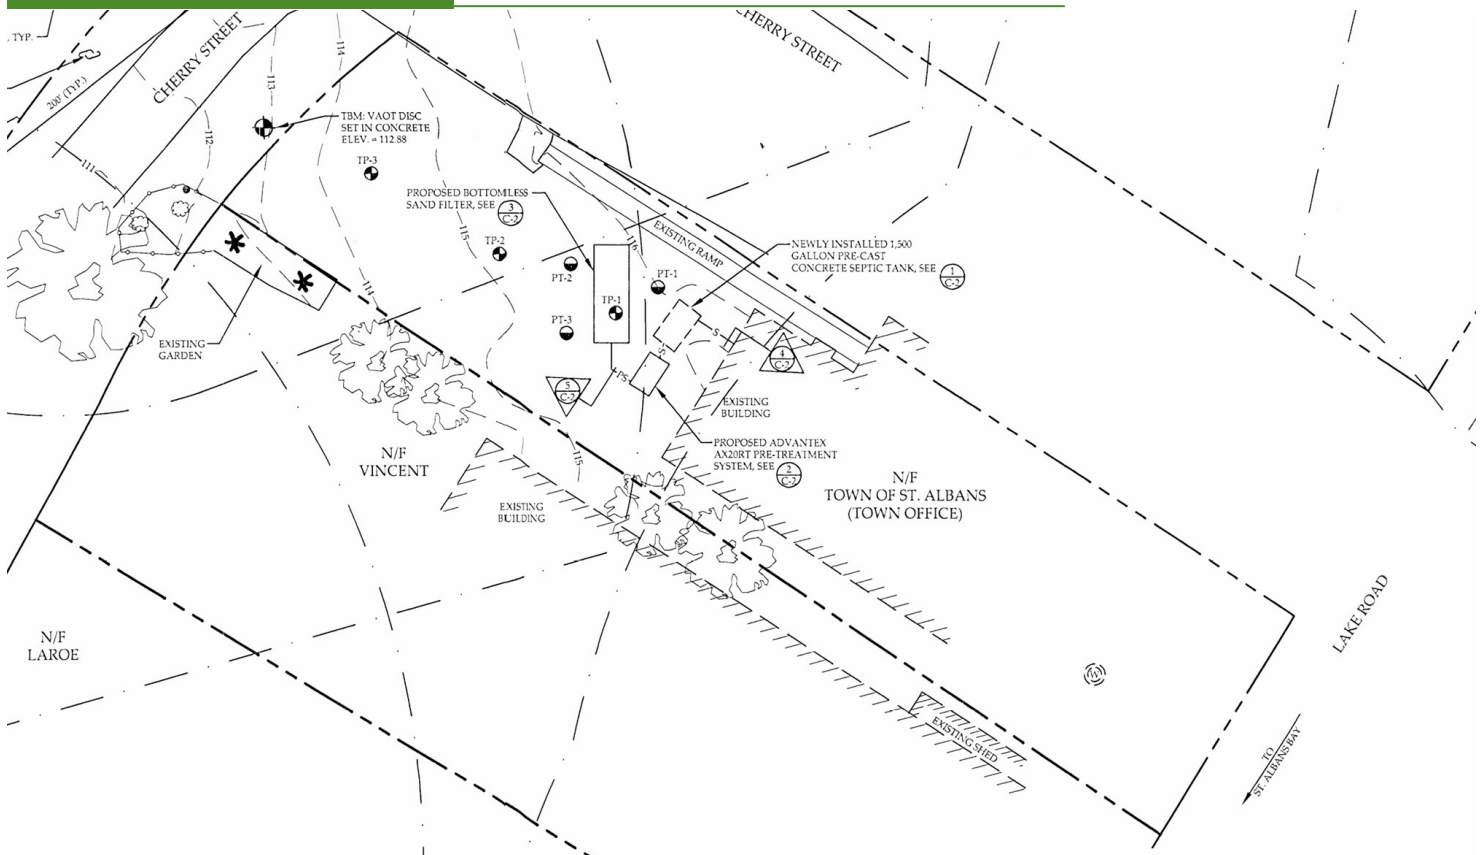 , TYP.
CHERRY STREET
200' (TYP.)
111
112
113
114
CHERRY STREET
TBM: VAOT DISC
SET IN CONCRETE
ELEV. = 112.88
TP-3
PROPOSED BOTTOMLESS
SAND FILTER, SEE
3
C-2
115
TP-2
PT-2
116
EXISTING RAMP
NEWLY INSTALLED 1,500
GALLON PRE-CAST
CONCRETE SEPTIC TANK, SEE
1
C-2
PT-1
TP-1
PT-3
114
S
S
4
C-2
EXISTING
GARDEN
5
C-2
PS
EXISTING
BUILDING
PROPOSED ADVANTEX
AX20RT PRE-TREATMENT
SYSTEM, SEE
2
C-2
115
N/F
VINCENT
EXISTING
BUILDING
N/F
TOWN OF ST. ALBANS
(TOWN OFFICE)
N/F
LAROE
LAKE ROAD
W
EXISTING SHED
TO
ST. ALBANS BAY